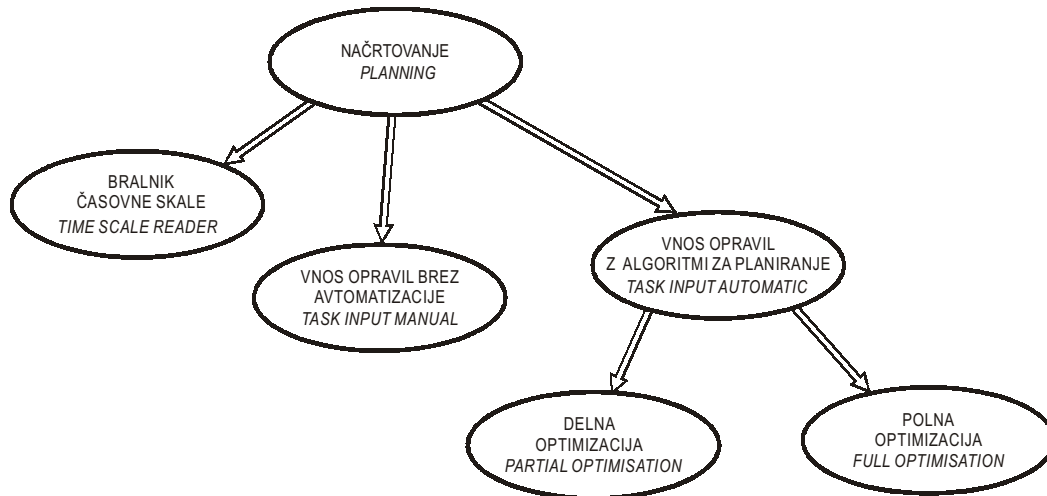 NAČRTOVANJE
PLANNING
BRALNIK
ČASOVNE SKALE
TIME SCALE READER
VNOS OPRAVIL BREZ
AVTOMATIZACIJE
TASK INPUT MANUAL
VNOS OPRAVIL
Z ALGORITMI ZA PLANIRANJE
TASK INPUT AUTOMATIC
DELNA
OPTIMIZACIJA
PARTIAL OPTIMISATION
POLNA
OPTIMIZACIJA
FULL OPTIMISATION